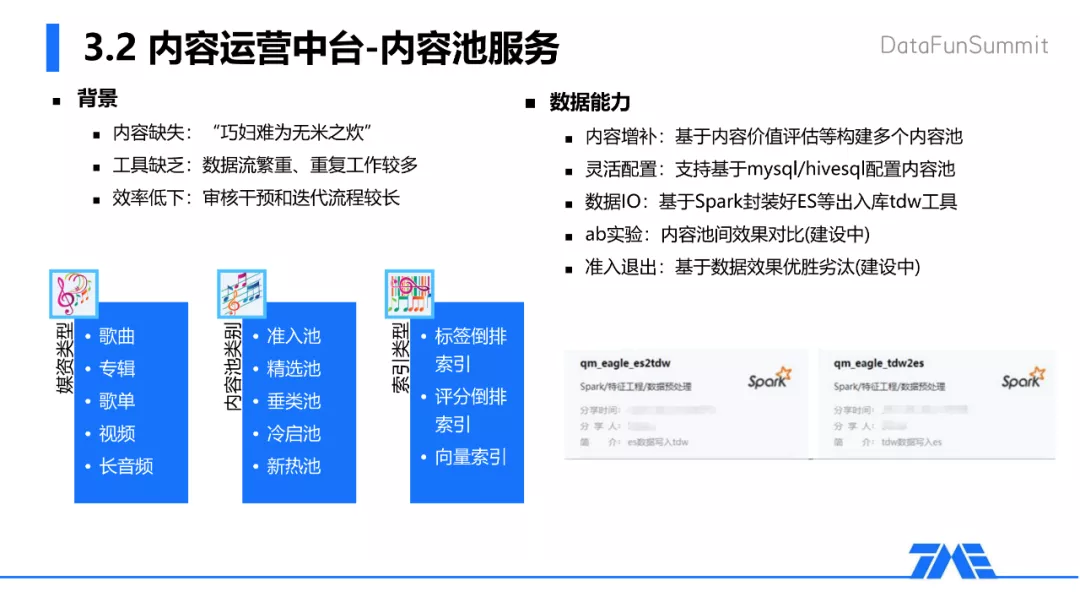 3.2 内容运营中台-内容池服务
DataFunSummit
▪ 背景
▪ 内容缺失：“巧妇难为无米之炊”
▪ 工具缺乏：数据流繁重、重复工作较多
▪ 效率低下：审核干预和迭代流程较长
▪ 数据能力
▪ 内容增补：基于内容价值评估等构建多个内容池
▪ 灵活配置：支持基于mysql/hivesql配置内容池
▪ 数据IO：基于Spark封装好ES等出入库tdw工具
▪ ab实验：内容池间效果对比(建设中)
▪ 准入退出：基于数据效果优胜劣汰(建设中)
媒资类型
• 歌曲
• 专辑
• 歌单
• 视频
• 长音频
内容池类别
• 准入池
• 精选池
• 垂类池
• 冷启池
• 新热池
索引类型
• 标签倒排
索引
• 评分倒排
索引
• 向量索引
qm_eagle_es2tdw
Spark/特征工程/数据预处理
Spark
分享时间：
分 享 人：
简 介：es数据写入tdw
qm_eagle_tdw2es
Spark/特征工程/数据预处理
Spark
分享时间：
分 享 人：
简 介：tdw数据写入es
TME